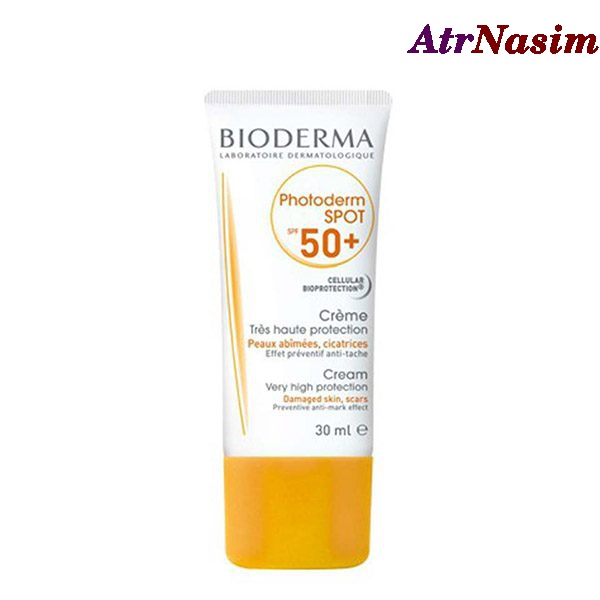 AtrNasim
BIODERMA
LABORATOIRE DERMATOLOGIQUE
Photoderm
SPOT
SPF 50+
CELLULAR
BIOPROTECTION®
Crème
Très haute protection
Peaux abîmées, cicatrices
Effet préventif anti-tache
Cream
Very high protection
Damaged skin, scars
Preventive anti-mark effect
30 ml ℮